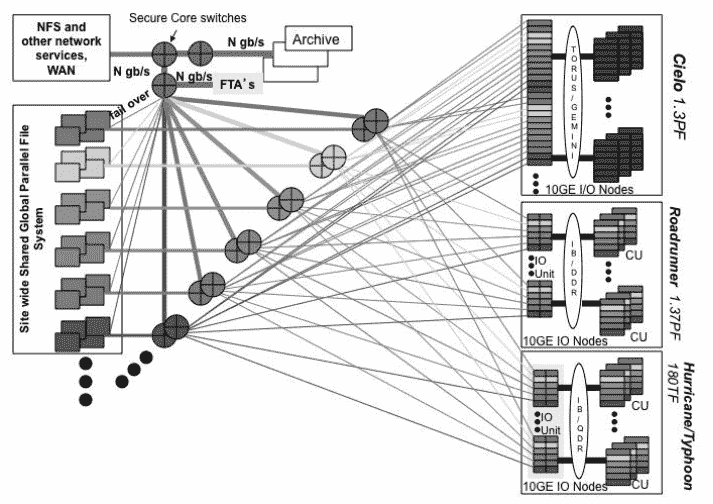 Secure Core switches
NFS and
other network
services,
WAN
N gb/s
Archive
N gb/s
N gb/s
FTA's
fail over
Site wide Shared Global Parallel File
System
TORUS/GEMINI
10GE I/O Nodes
Cielo 1.3PF
IO
Unit
IB/DDR
CU
CU
10GE IO Nodes
Roadrunner 1.37PF
IO
Unit
IB/QDR
CU
CU
10GE IO Nodes
Hurricane/Typhoon
180TF